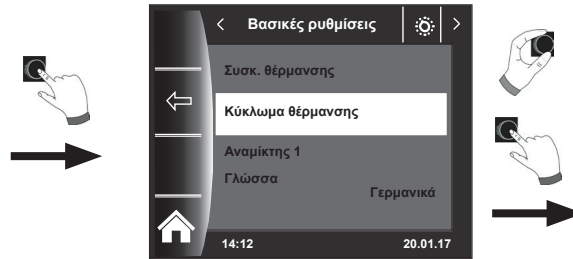 Βασικές ρυθμίσεις
Συσκ. θέρμανσης
Κύκλωμα θέρμανσης
Αναμίκτης 1
Γλώσσα
Γερμανικά
14:12 20.01.17